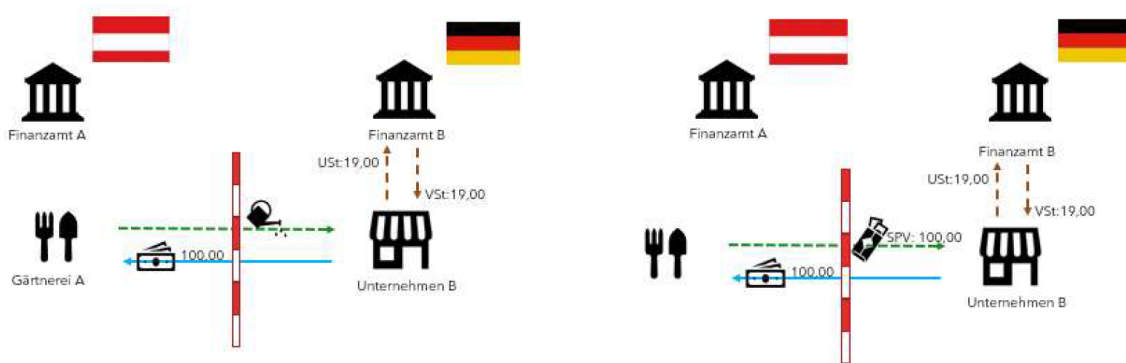 Finanzamt A
Finanzamt B
USt:19,00
VSt:19,00
100,00
Gärtnerei A
Unternehmen B
Finanzamt A
Finanzamt B
USt:19,00
VSt:19,00
SPV: 100,00
100,00
Unternehmen B